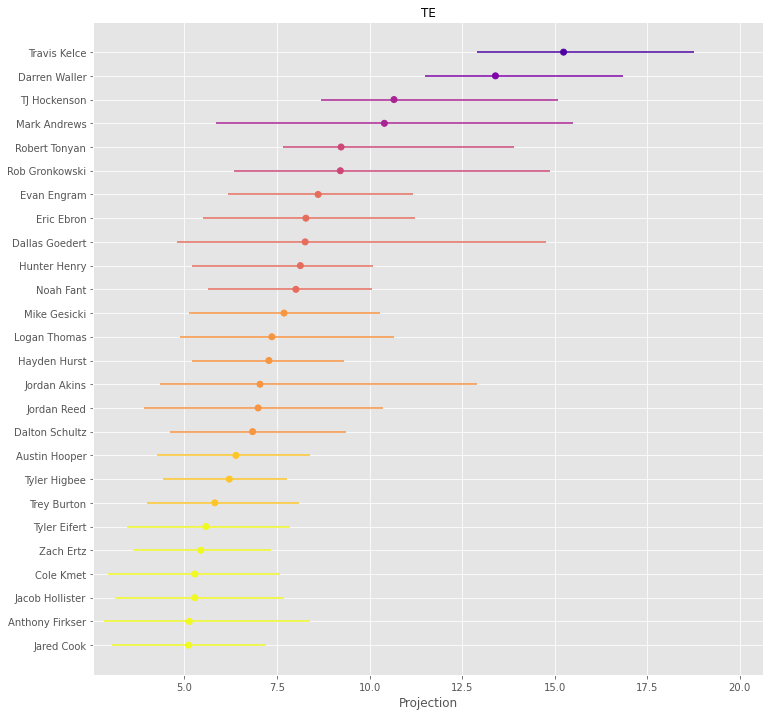 TE
Travis Kelce
Darren Waller
TJ Hockenson
Mark Andrews
Robert Tonyan
Rob Gronkowski
Evan Engram
Eric Ebron
Dallas Goedert
Hunter Henry
Noah Fant
Mike Gesicki
Logan Thomas
Hayden Hurst
Jordan Akins
Jordan Reed
Dalton Schultz
Austin Hooper
Tyler Higbee
Trey Burton
Tyler Eifert
Zach Ertz
Cole Kmet
Jacob Hollister
Anthony Firkser
Jared Cook
5.0 7.5 10.0 12.5 15.0 17.5 20.0
Projection